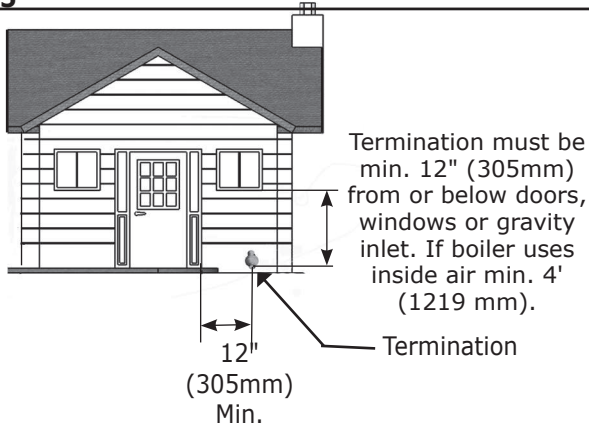 Termination must be
min. 12" (305mm)
from or below doors,
windows or gravity
inlet. If boiler uses
inside air min. 4'
(1219 mm).
Termination
12"
(305mm)
Min.